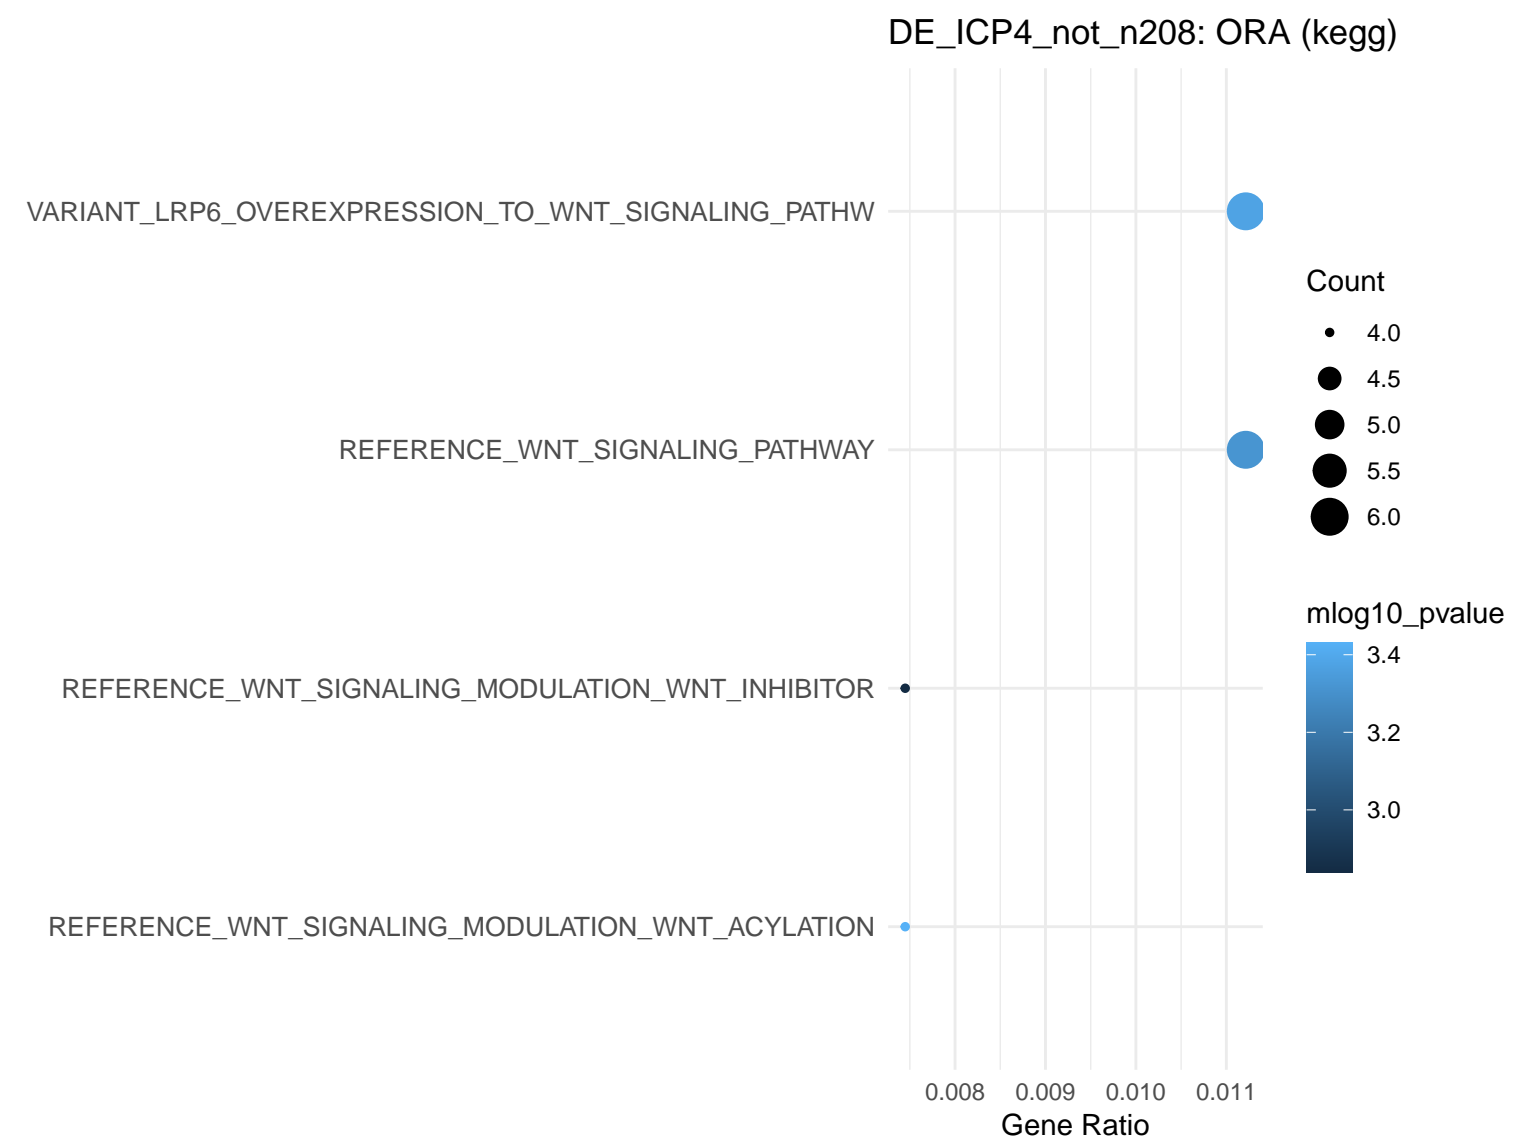 DE_ICP4_not_n208: ORA (kegg)
VARIANT_LRP6_OVEREXPRESSION_TO_WNT_SIGNALING_PATHW
REFERENCE_WNT_SIGNALING_PATHWAY
REFERENCE_WNT_SIGNALING_MODULATION_WNT_INHIBITOR
REFERENCE_WNT_SIGNALING_MODULATION_WNT_ACYLATION
0.008 0.009 0.010 0.011
Gene Ratio
Count
4.0
4.5
5.0
5.5
6.0
mlog10_pvalue
3.4
3.2
3.0